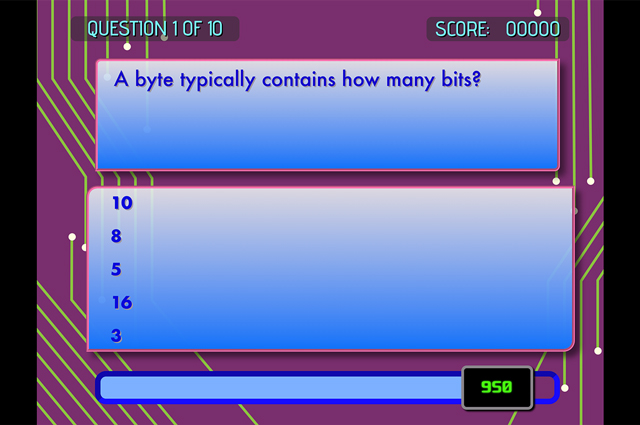 QUESTION 1 OF 10
SCORE: 00000
A byte typically contains how many bits?
10
8
5
16
3
950